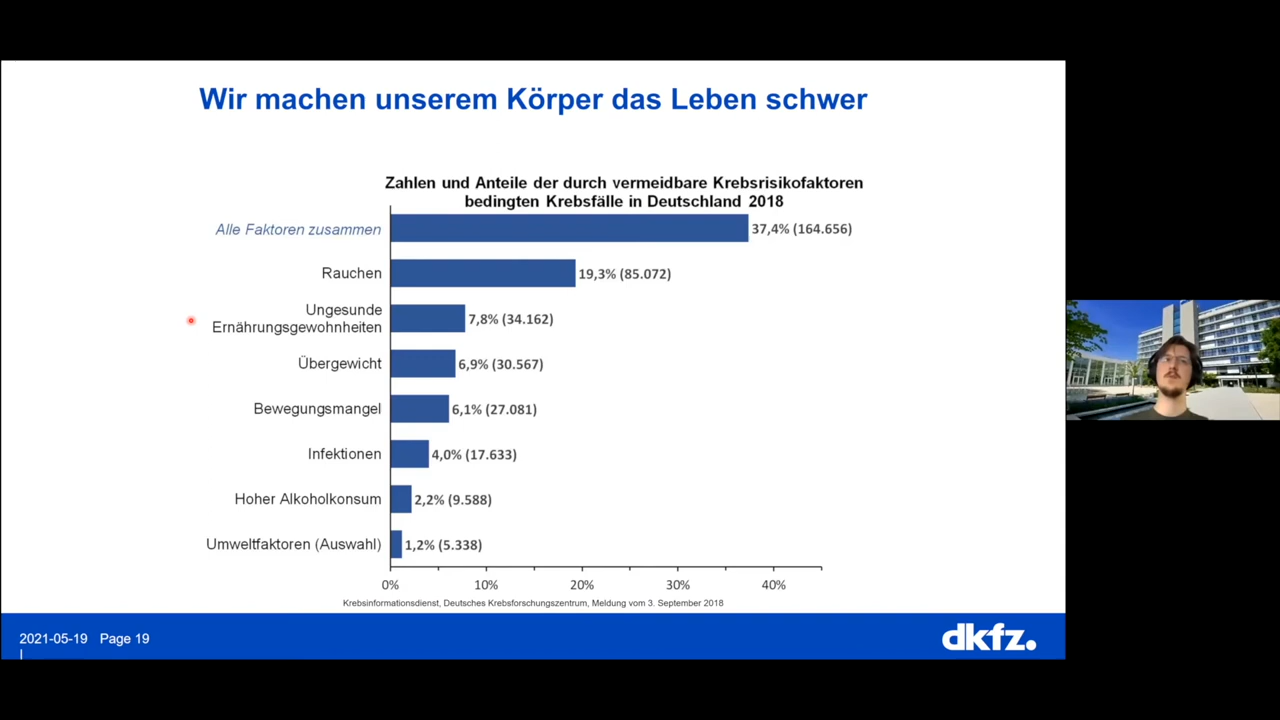 Wir machen unserem Körper das Leben schwer
Zahlen und Anteile der durch vermeidbare Krebsrisikofaktoren
bedingten Krebsfälle in Deutschland 2018
Alle Faktoren zusammen 37,4% (164.656)
Rauchen 19,3% (85.072)
Ungesunde
Ernährungsgewohnheiten 7,8% (34.162)
Übergewicht 6,9% (30.567)
Bewegungsmangel 6,1% (27.081)
Infektionen 4,0% (17.633)
Hoher Alkoholkonsum 2,2% (9.588)
Umweltfaktoren (Auswahl) 1,2% (5.338)
0% 10% 20% 30% 40%
Krebsinformationsdienst, Deutsches Krebsforschungszentrum, Meldung vom 3. September 2018
2021-05-19 Page 19
|
dkfz.